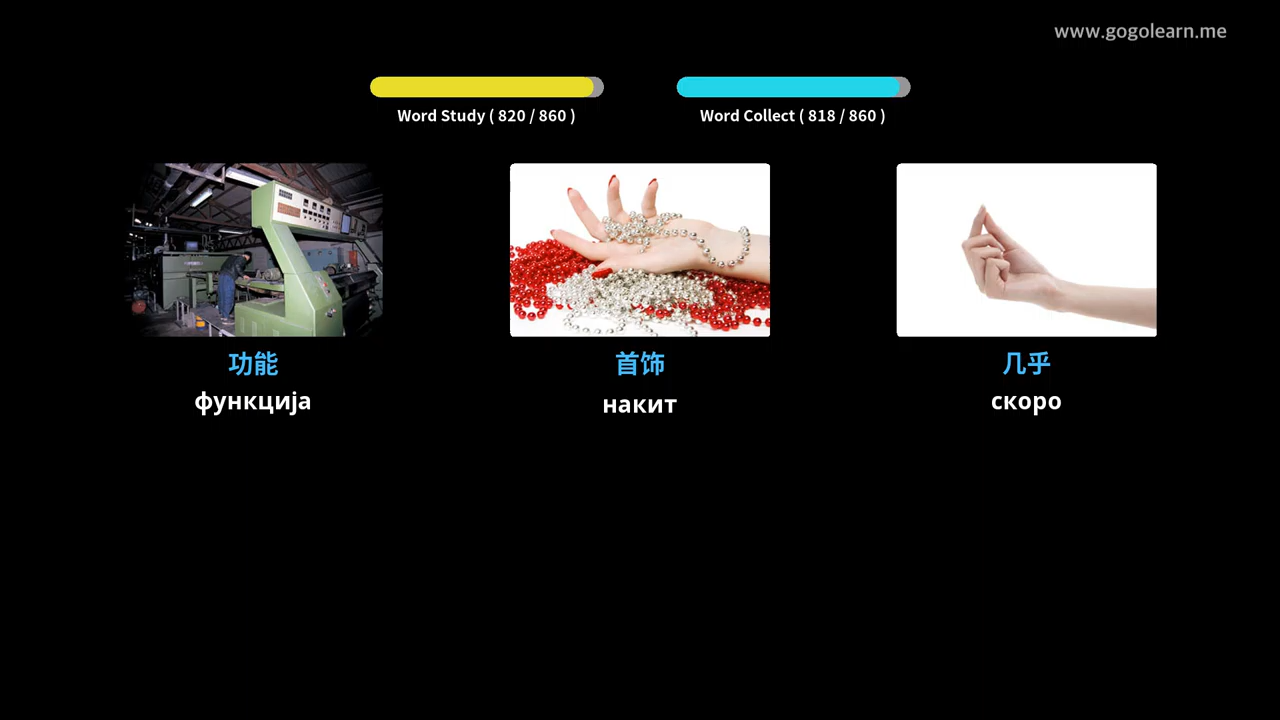 www.gogolearn.me
Word Study ( 820 / 860 )
Word Collect ( 818 / 860 )
功能
функција
首饰
накит
几乎
скоро